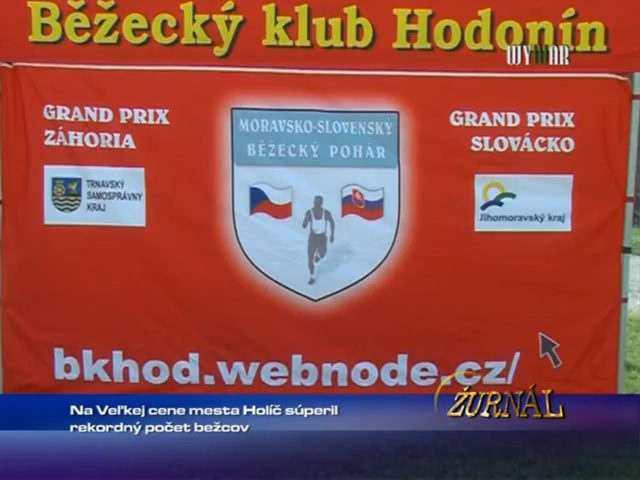 Běžecký klub Hodonín
WYWAR
GRAND PRIX
ZÁHORIA
MORAVSKO-SLOVENSKÝ
BĚŽECKÝ POHÁR
GRAND PRIX
SLOVÁCKO
TRNAVSKÝ
SAMOSPRÁVNY
KRAJ
Jihomoravský kraj
bkhod.webnode.cz/
Na Veľkej cene mesta Holíč súperil
rekordný počet bežcov
ŽURNÁL